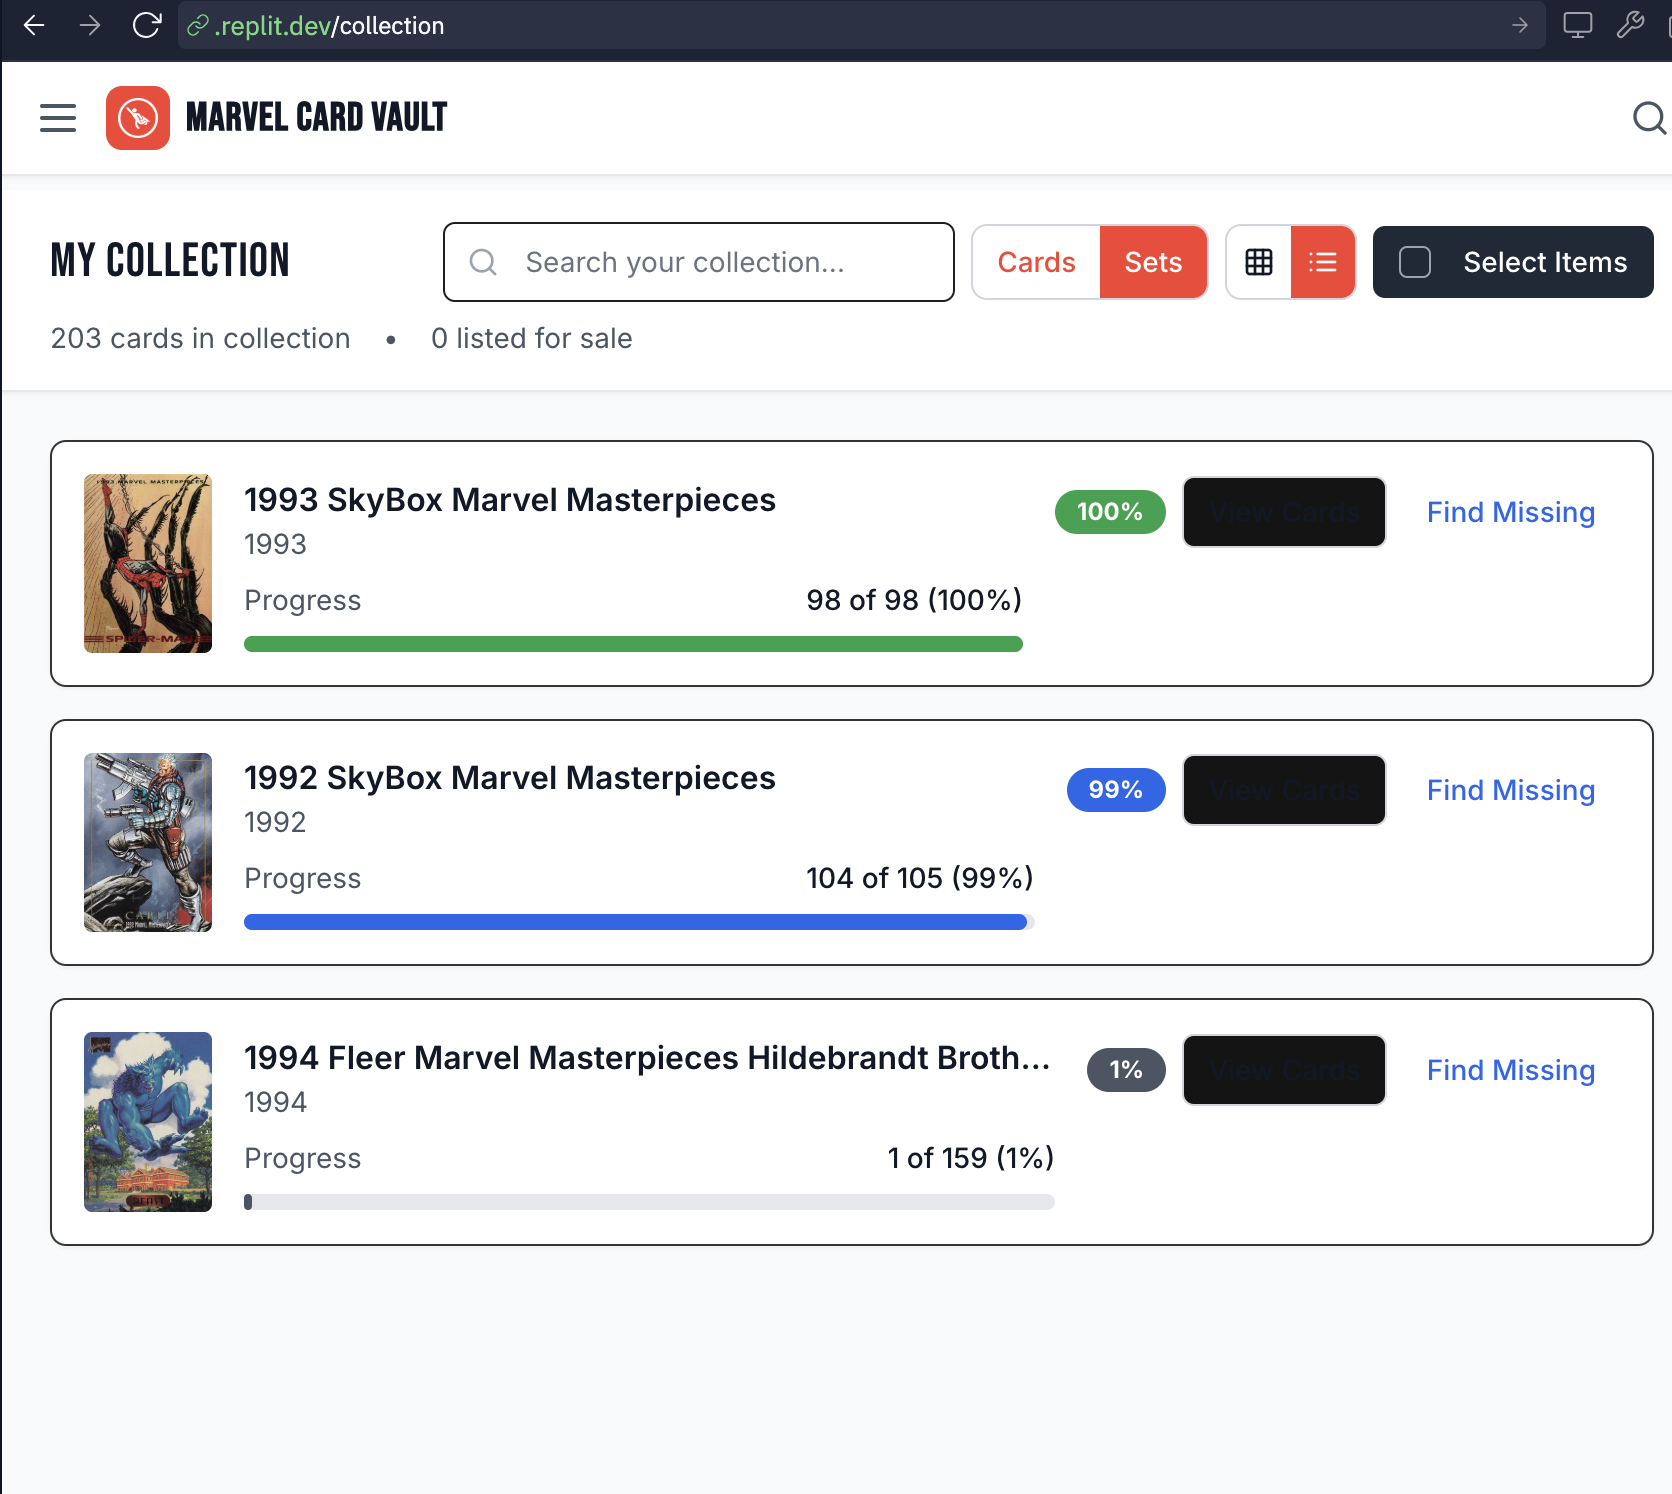 .replit.dev/collection
MARVEL CARD VAULT
MY COLLECTION
Search your collection...
Cards
Sets
Select Items
203 cards in collection • 0 listed for sale
1993 MARVEL MASTERPIECES
SPIDER-MAN
1993 SkyBox Marvel Masterpieces
1993
Progress
98 of 98 (100%)
100%
View Cards
Find Missing
CABLE
1992 SkyBox Marvel Masterpieces
1992
Progress
104 of 105 (99%)
99%
View Cards
Find Missing
1994 Fleer Marvel Masterpieces Hildebrandt Broth...
1994
Progress
1 of 159 (1%)
1%
View Cards
Find Missing